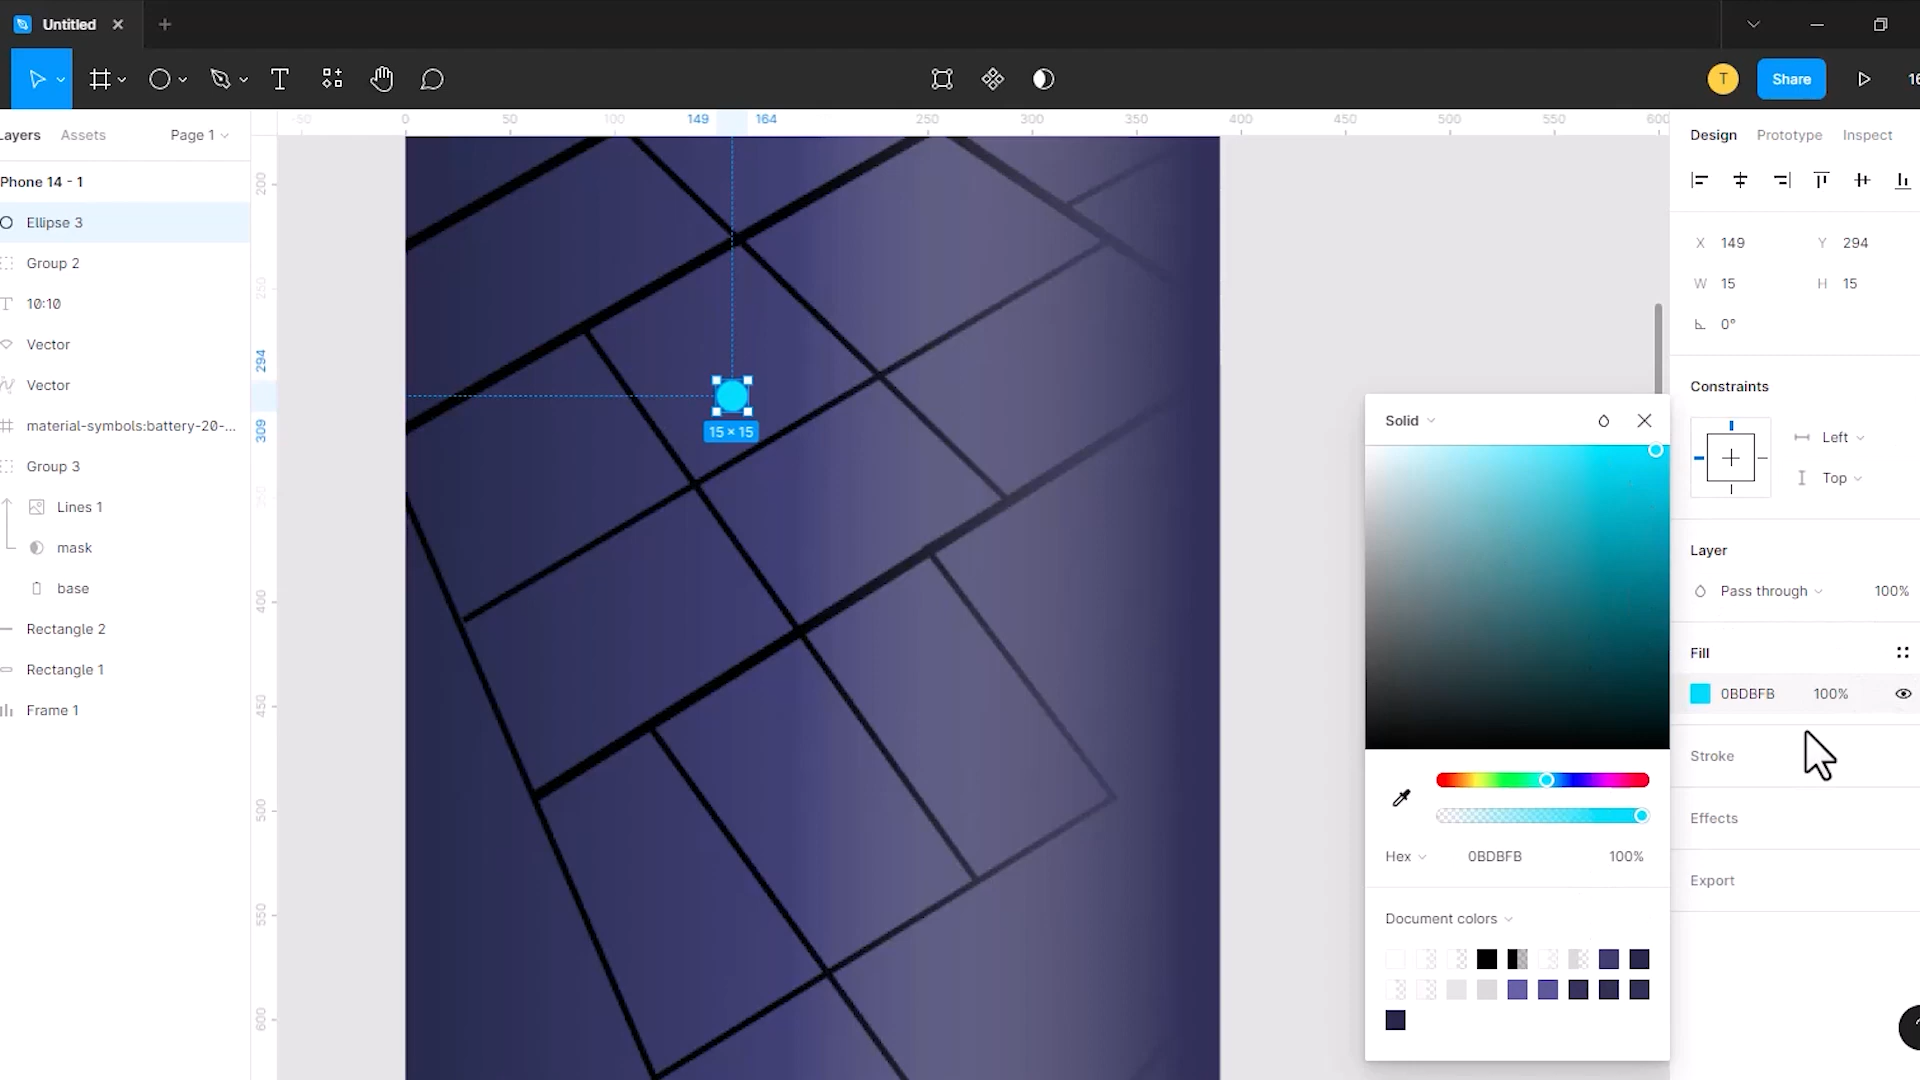 Untitled
T
Share
16
Layers
Assets
Page 1
-50
0
50
100
149
164
250
300
350
400
450
500
550
600
Design
Prototype
Inspect
Phone 14 - 1
Ellipse 3
Group 2
10:10
Vector
Vector
material-symbols:battery-20-...
Group 3
Lines 1
mask
base
Rectangle 2
Rectangle 1
Frame 1
200
250
294
309
350
400
450
500
550
600
15 × 15
X 149
Y 294
W 15
H 15
0°
Constraints
Left
Top
Layer
Pass through
100%
Fill
0BDBFB
100%
Stroke
Effects
Export
Solid
Hex
0BDBFB
100%
Document colors